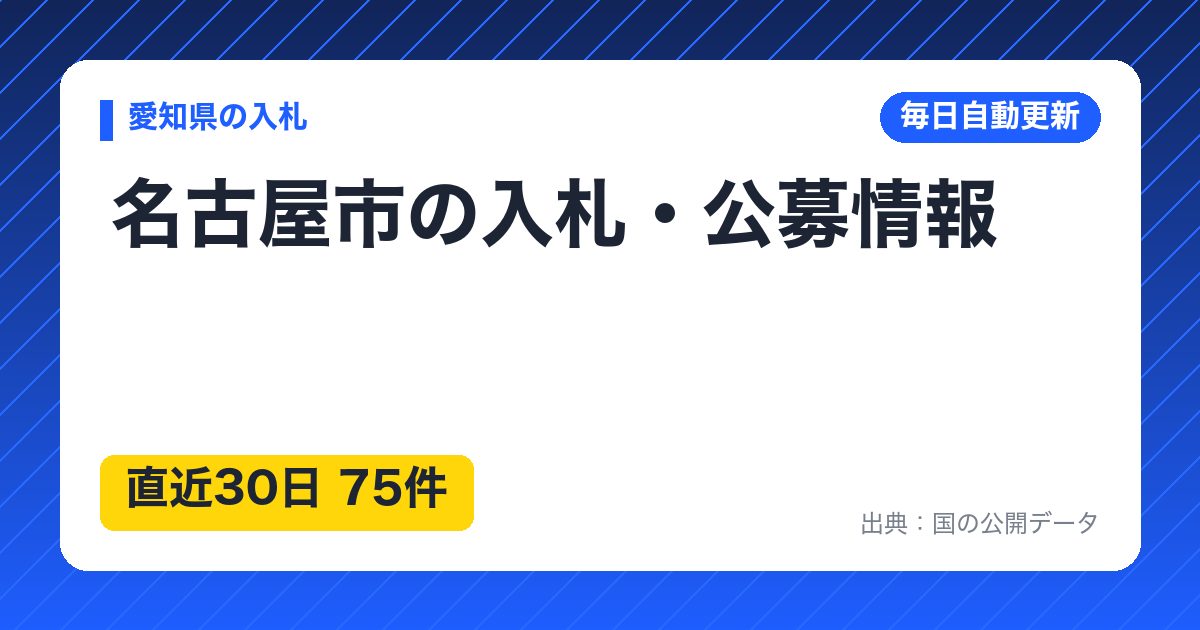 愛知県の入札
毎日自動更新
名古屋市の入札・公募情報
直近30日 75件
出典：国の公開データ